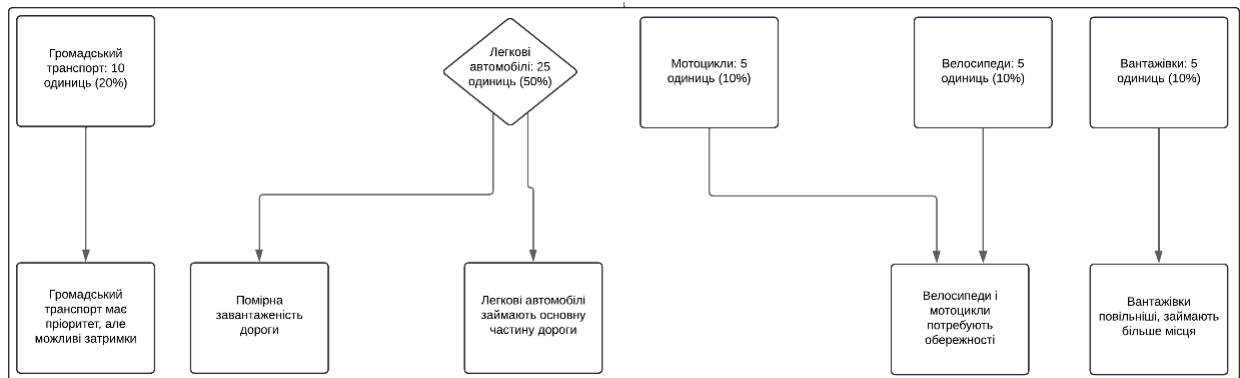 Громадський
транспорт: 10
одиниць (20%)
Легкові
автомобілі: 25
одиниць (50%)
Мотоцикли: 5
одиниць (10%)
Велосипеди: 5
одиниць (10%)
Вантажівки: 5
одиниць (10%)
Громадський
транспорт має
пріоритет, але
можливі затримки
Помірна
завантаженість
дороги
Легкові автомобілі
займають основну
частину дороги
Велосипеди і
мотоцикли
потребують
обережності
Вантажівки
повільніші, займають
більше місця